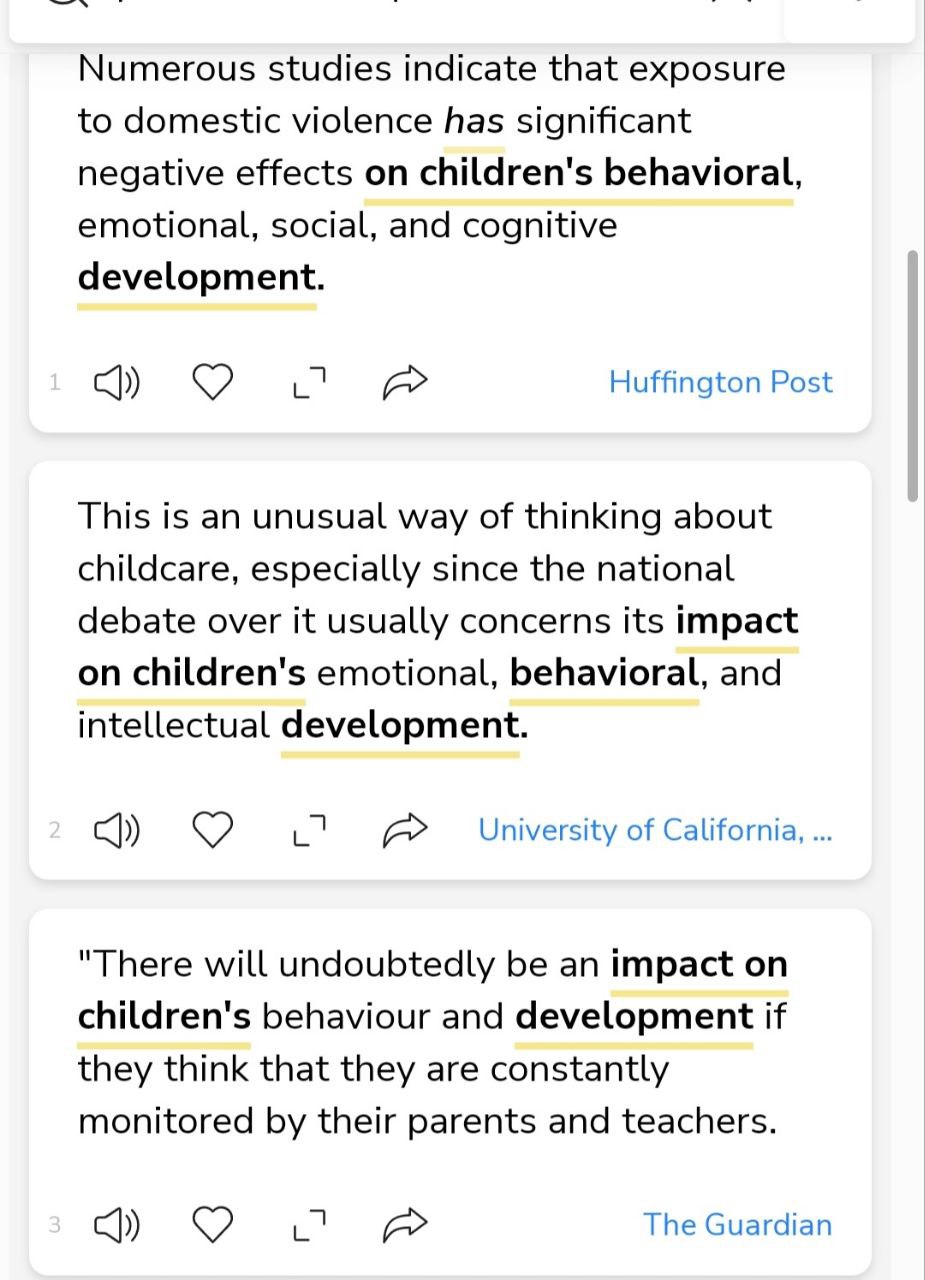 Numerous studies indicate that exposure
to domestic violence has significant
negative effects on children's behavioral,
emotional, social, and cognitive
development.
1 Huffington Post
This is an unusual way of thinking about
childcare, especially since the national
debate over it usually concerns its impact
on children's emotional, behavioral, and
intellectual development.
2 University of California, ...
"There will undoubtedly be an impact on
children's behaviour and development if
they think that they are constantly
monitored by their parents and teachers.
3 The Guardian